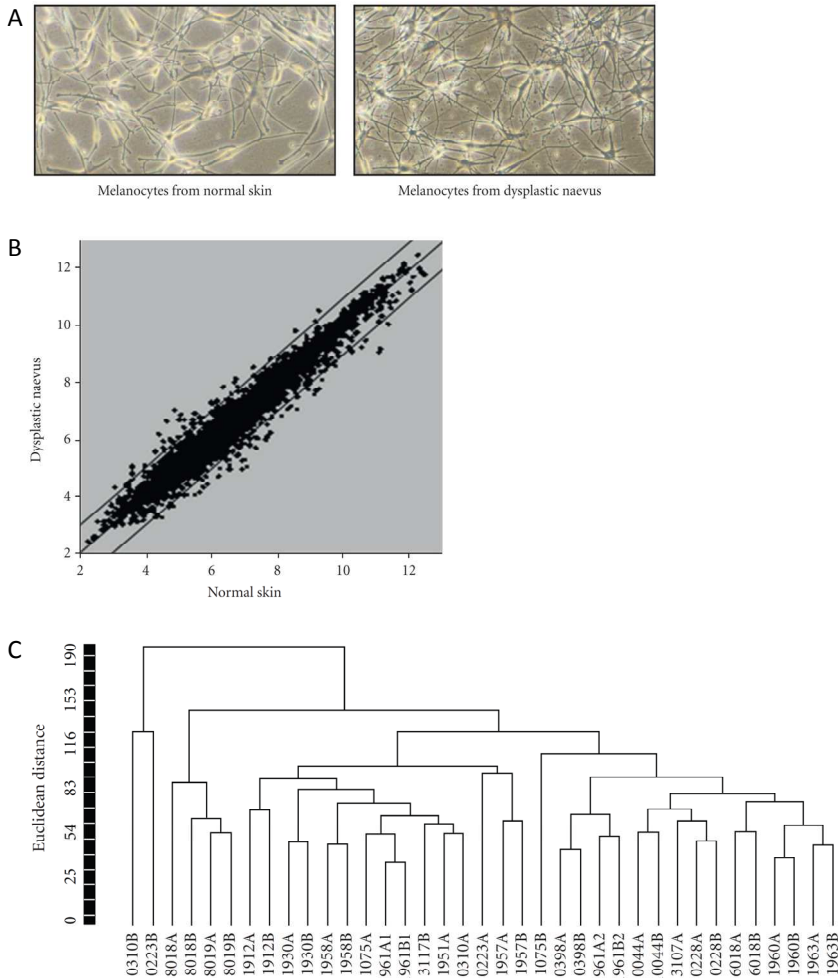 A
Melanocytes from normal skin
Melanocytes from dysplastic naevus
B
Dysplastic naevus
12
10
8
6
4
2
2 4 6 8 10 12
Normal skin
C
Euclidean distance
190
153
116
83
54
25
0
0310B 0223B 8018A 8018B 8019A 8019B 1912A 1912B 1930A 1930B 1958A 1958B 1075A 961A1 961B1 3117B 1951A 0310A 0223A 1957A 1957B 1075B 0398A 0398B 961A2 961B2 0044A 0044B 3107A 0228A 0228B 6018A 6018B 1960A 1960B 1963A 1963B